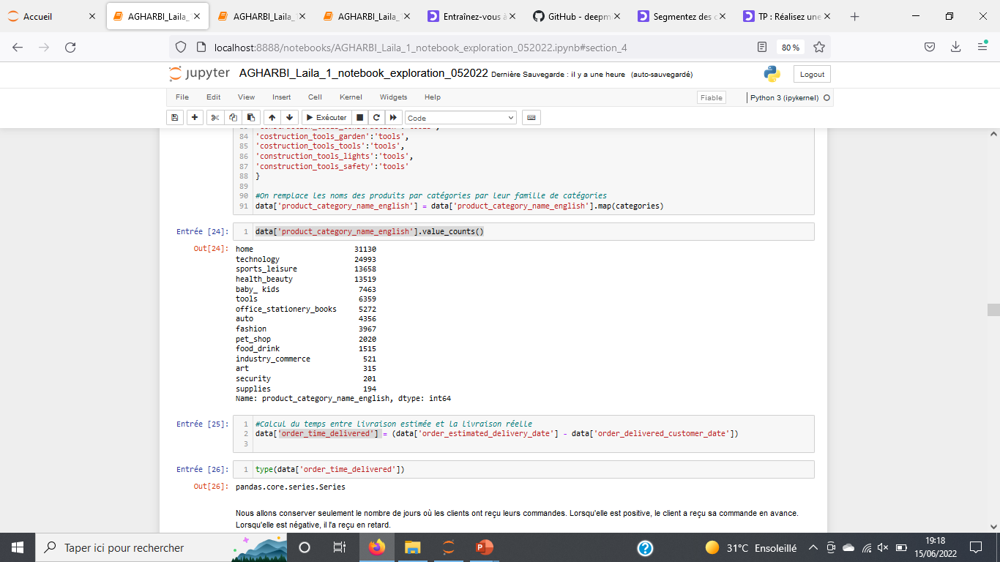 Accueil
AGHARBI_Laila_1
AGHARBI_Laila_
AGHARBI_Laila_1
Entraînez-vous à
GitHub - deepm
Segmentez des c
TP : Réalisez une
localhost:8888/notebooks/AGHARBI_Laila_1_notebook_exploration_052022.ipynb#section_4
80 %
jupyter AGHARBI_Laila_1_notebook_exploration_052022 Dernière Sauvegarde : il y a une heure (auto-sauvegardé)
Logout
File Edit View Insert Cell Kernel Widgets Help
Fiable
Python 3 (ipykernel)
Exécuter
Code
84 'costruction_tools_garden':'tools',
85 'costruction_tools_tools':'tools',
86 'construction_tools_lights':'tools',
87 'construction_tools_safety':'tools'
88 }
89
90 #On remplace les noms des produits par catégories par leur famille de catégories
91 data['product_category_name_english'] = data['product_category_name_english'].map(categories)
Entrée [24]: 1 data['product_category_name_english'].value_counts()
Out[24]: home 31130
technology 24993
sports_leisure 13658
health_beauty 13519
baby_ kids 7463
tools 6359
office_stationery_books 5272
auto 4356
fashion 3967
pet_shop 2020
food_drink 1515
industry_commerce 521
art 315
security 201
supplies 194
Name: product_category_name_english, dtype: int64
Entrée [25]: 1 #Calcul du temps entre livraison estimée et la livraison réelle
2 data['order_time_delivered'] = (data['order_estimated_delivery_date'] - data['order_delivered_customer_date'])
3
Entrée [26]: 1 type(data['order_time_delivered'])
Out[26]: pandas.core.series.Series
Nous allons conserver seulement le nombre de jours où les clients ont reçu leurs commandes. Lorsqu'elle est positive, le client a reçu sa commande en avance.
Lorsqu'elle est négative, il l'a reçu en retard.
Taper ici pour rechercher
31°C Ensoleillé
19:18
15/06/2022